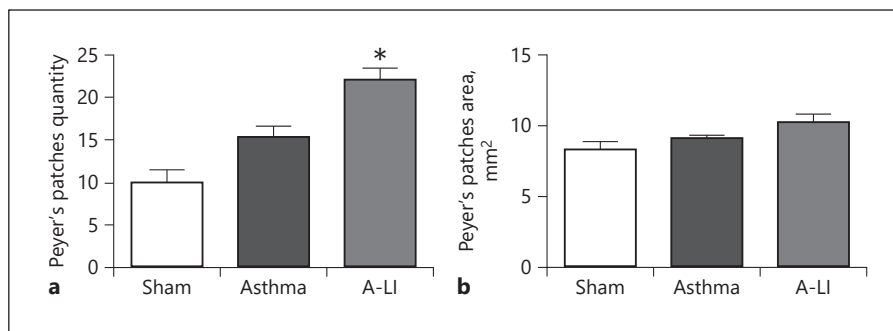 Peyer's patches quantity
25
*
20
15
10
5
0
a
Sham
Asthma
A-LI
Peyer's patches area,
mm2
15
10
5
0
b
Sham
Asthma
A-LI